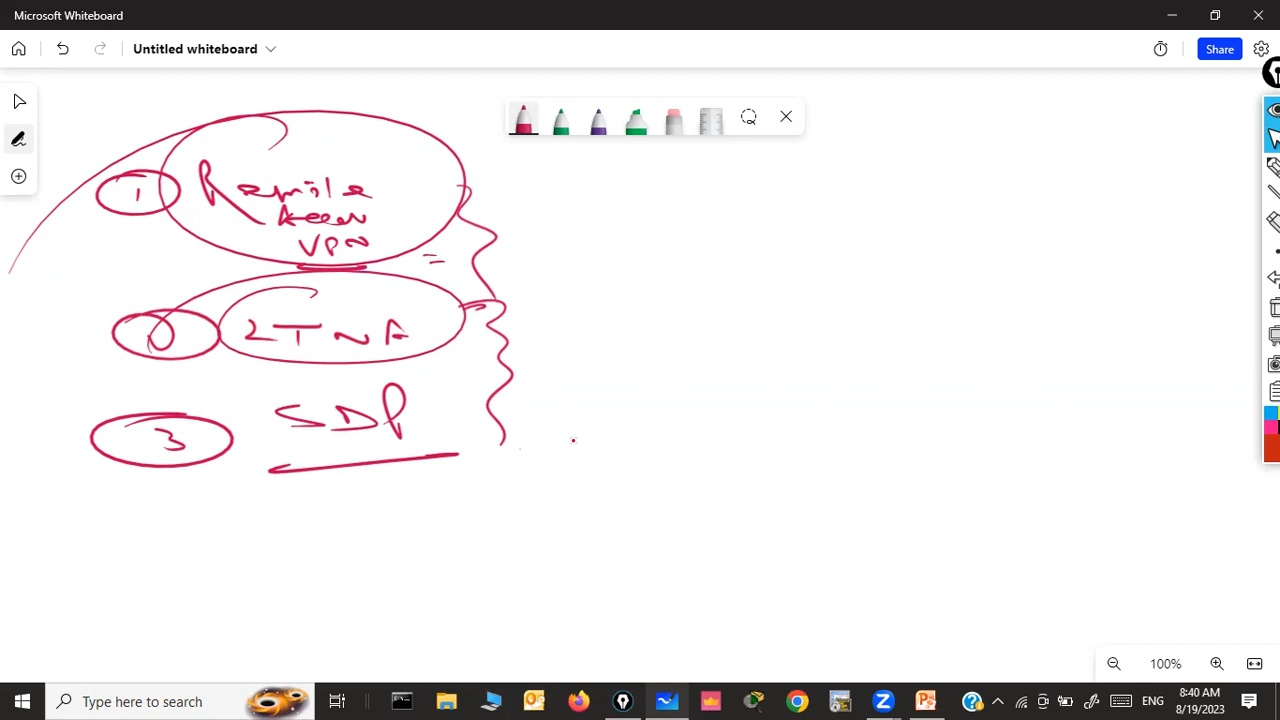 Microsoft Whiteboard
Untitled whiteboard
Share
1
Remote
Access
VPN
ZTNA
3
SDP
100%
Type here to search
ENG
8:40 AM
8/19/2023